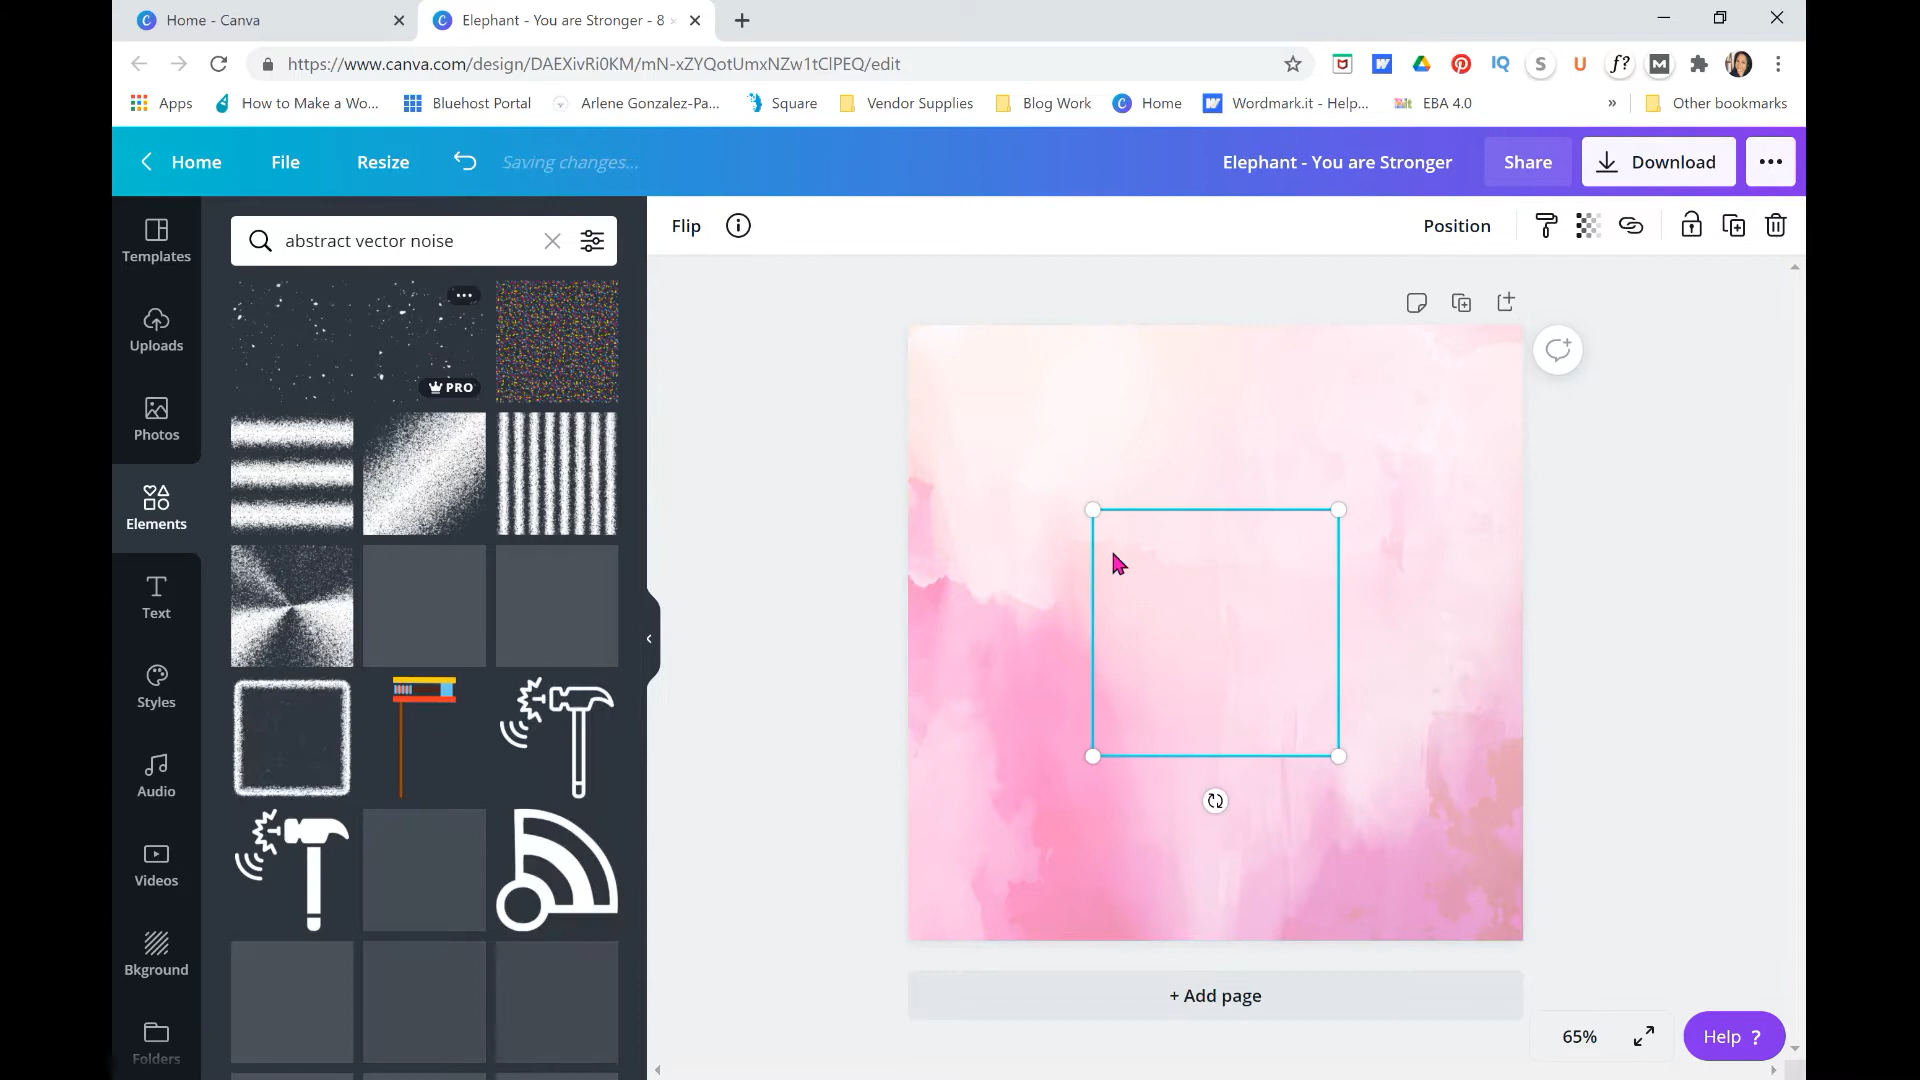 Home - Canva
Elephant - You are Stronger - 8
https://www.canva.com/design/DAEXivRi0KM/mN-xZYQotUmxNZw1tClPEQ/edit
Apps
How to Make a Wo...
Bluehost Portal
Arlene Gonzalez-Pa...
Square
Vendor Supplies
Blog Work
Home
Wordmark.it - Help...
EBA 4.0
»
Other bookmarks
Home
File
Resize
Saving changes...
Elephant - You are Stronger
Share
Download
Templates
Uploads
Photos
Elements
Text
Styles
Audio
Videos
Bkground
Folders
abstract vector noise
PRO
Flip
Position
+ Add page
65%
Help ?